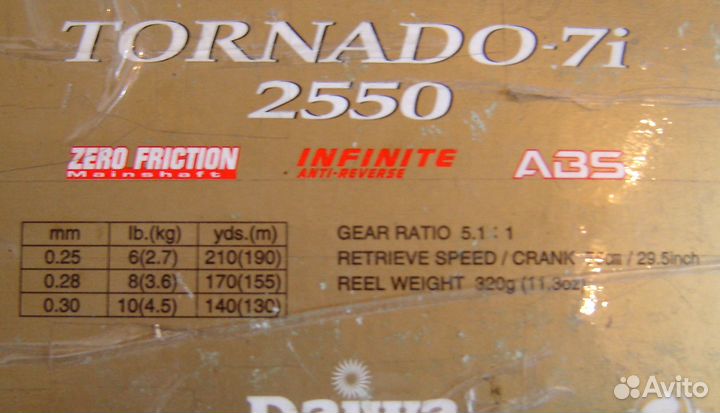 TORNADO-7i
2550
ZERO FRICTION
Mainshaft
INFINITE
ANTI-REVERSE
ABS
mm lb.(kg) yds.(m)
0.25 6(2.7) 210(190)
0.28 8(3.6) 170(155)
0.30 10(4.5) 140(130)
GEAR RATIO 5.1:1
RETRIEVE SPEED / CRANK / 29.5inch
REEL WEIGHT 320g (11.3oz)
Daiwa
Avito